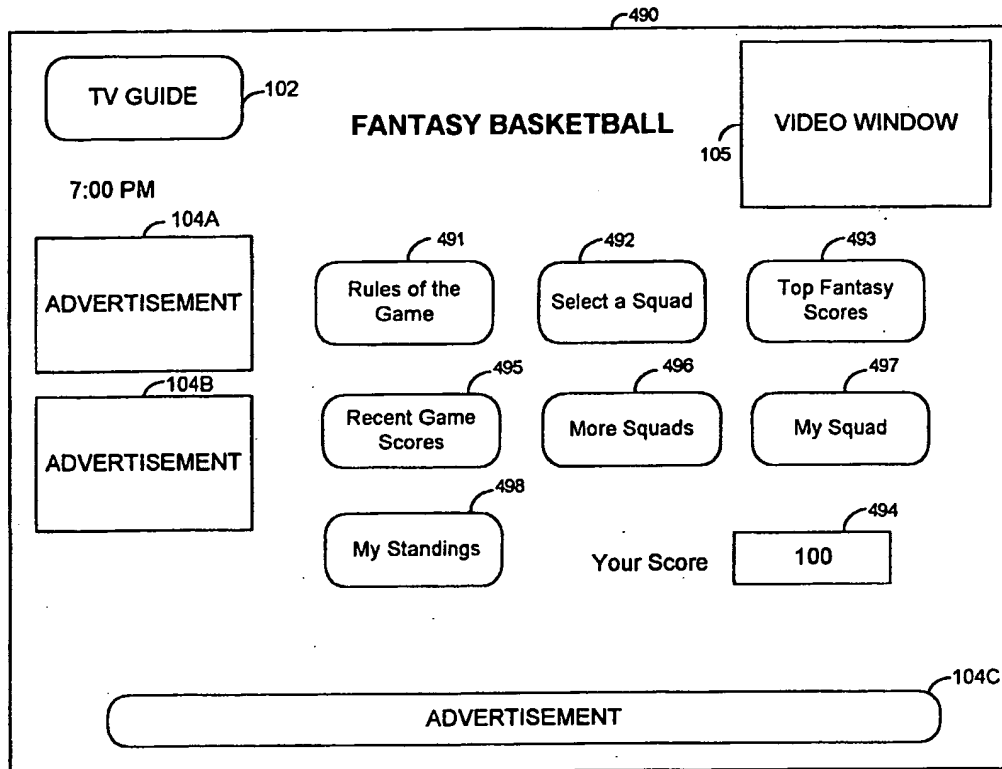 490
TV GUIDE
102
FANTASY BASKETBALL
105
VIDEO WINDOW
7:00 PM
104A
ADVERTISEMENT
491
Rules of the
Game
492
Select a Squad
493
Top Fantasy
Scores
104B
ADVERTISEMENT
495
Recent Game
Scores
496
More Squads
497
My Squad
498
My Standings
Your Score
494
100
104C
ADVERTISEMENT